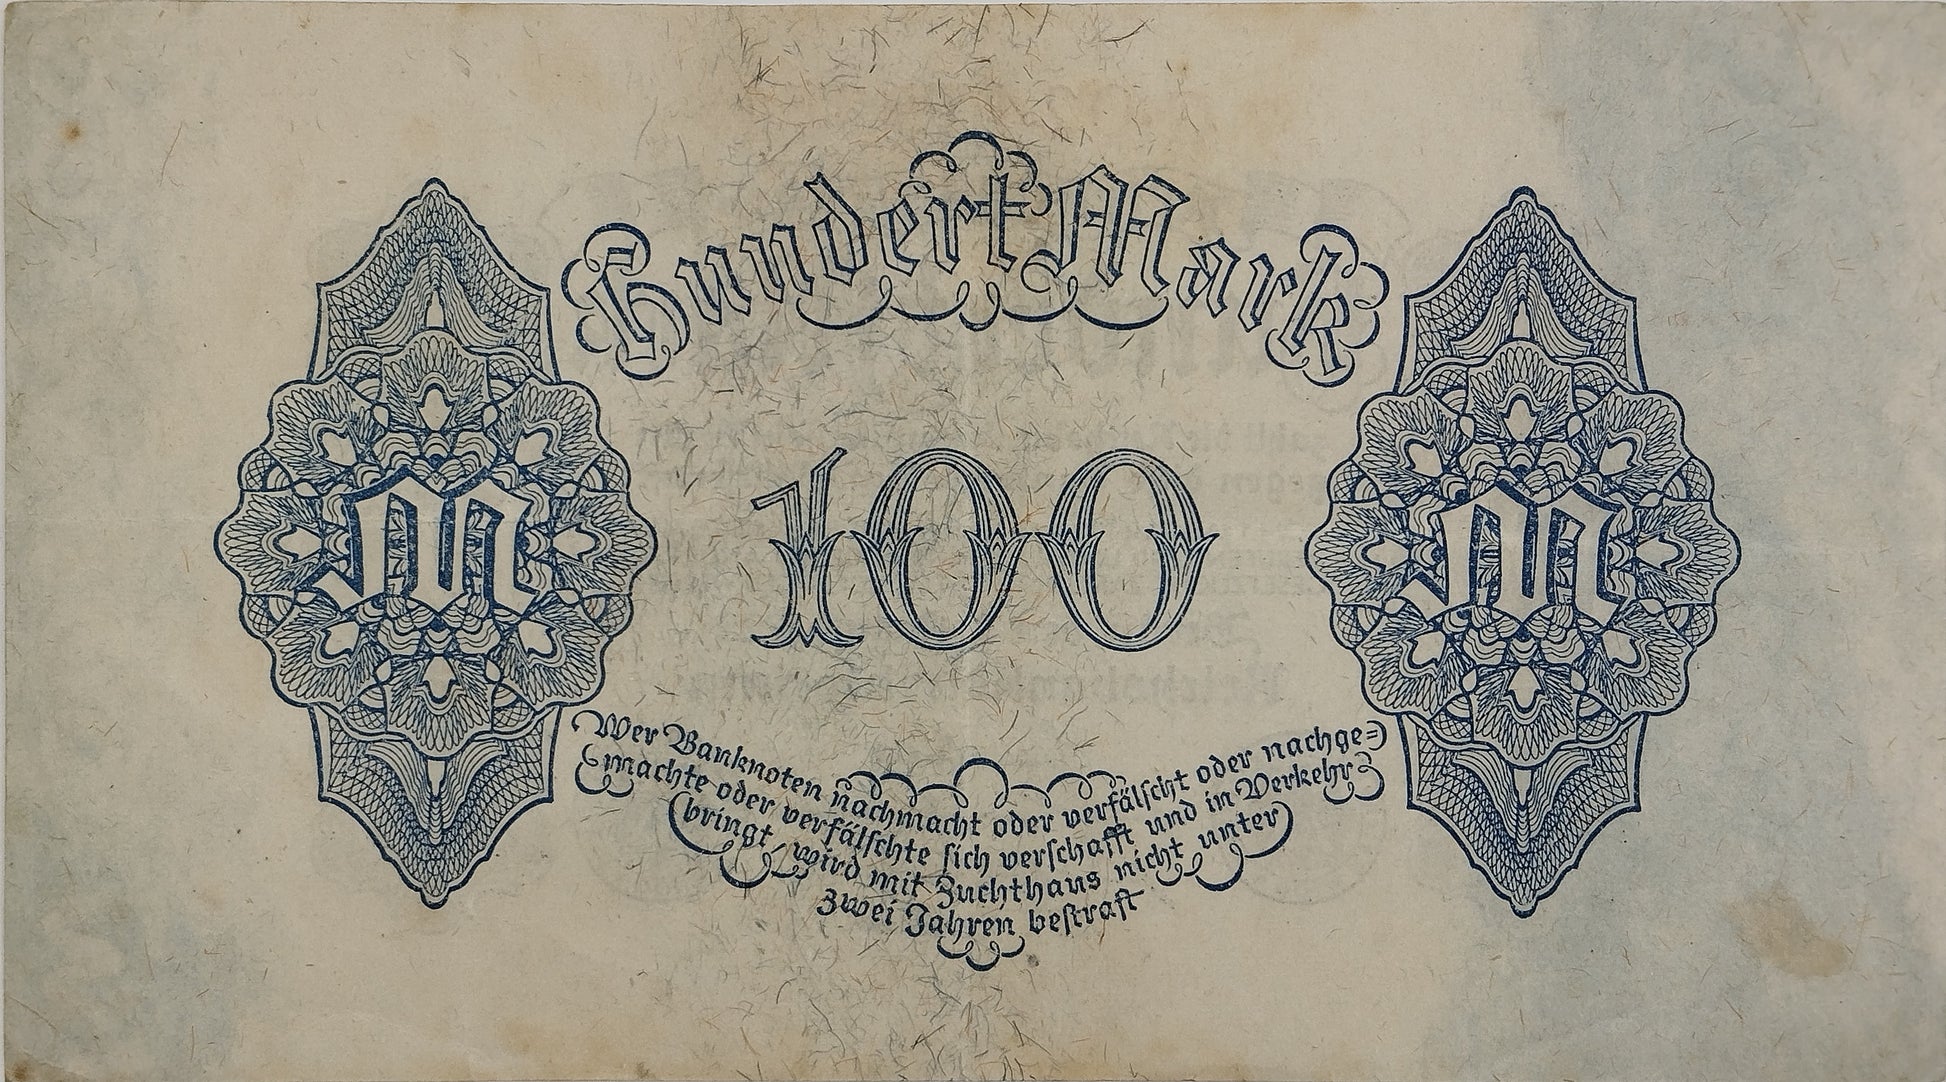 Hundert Mark
M
100
M
Wer Banknoten nachmacht oder verfälscht oder nachge=
machte oder verfälschte sich verschafft und in Verkehr
bringt, wird mit Zuchthaus nicht unter
zwei Jahren bestraft